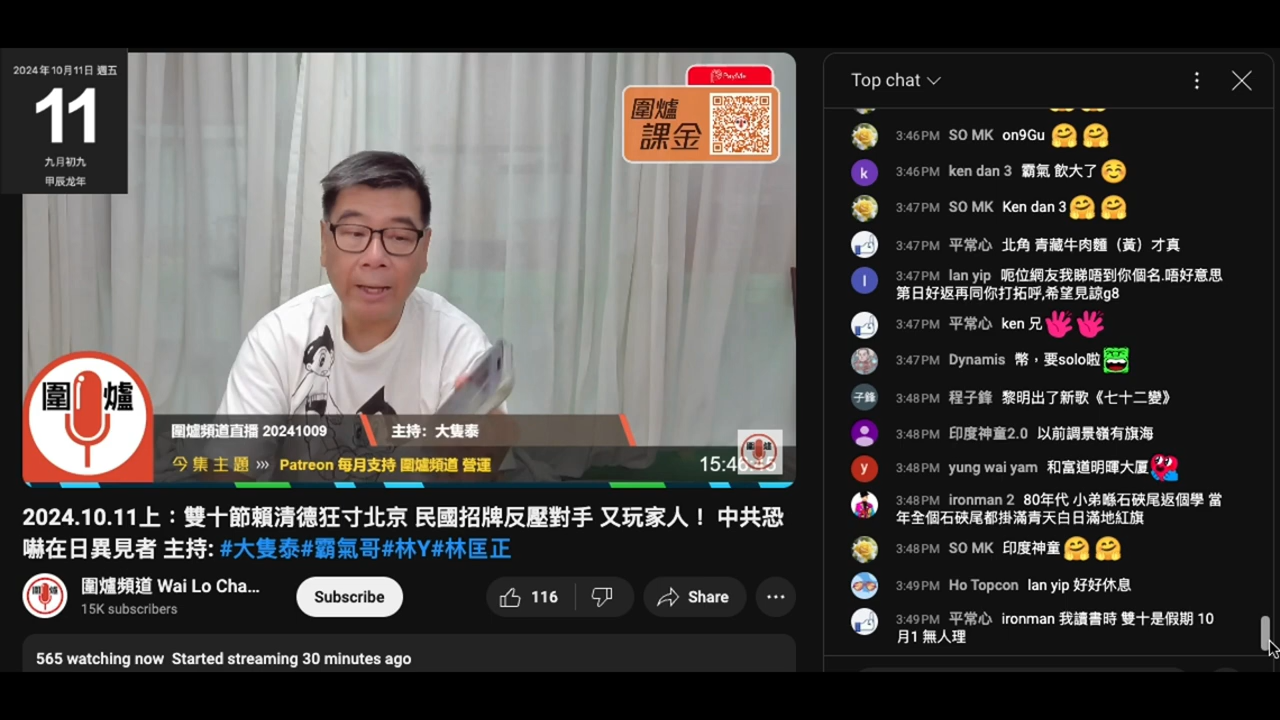 2024年10月11日 週五
11
九月初九
甲辰龙年
PayMe
圍爐
課金
圍爐
圍爐頻道直播 20241009
主持: 大隻泰
今集主題 »» Patreon 每月支持 圍爐頻道 營運
圍爐
2024.10.11上：雙十節賴清德狂寸北京 民國招牌反壓對手 又玩家人！ 中共恐
嚇在日異見者 主持: #大隻泰#霸氣哥#林Y#林匡正
圍爐
圍爐頻道 Wai Lo Cha...
15K subscribers
Subscribe
116
Share
565 watching now Started streaming 30 minutes ago
Top chat
3:46PM SO MK on9Gu
k
3:46PM ken dan 3 霸氣 飲大了
3:47PM SO MK Ken dan 3
3:47PM 平常心 北角 青藏牛肉麵（黃）才真
l
3:47PM lan yip 呃位網友我睇唔到你個名.唔好意思
第日好返再同你打拓呼,希望見諒g8
3:47PM 平常心 ken 兄
3:47PM Dynamis 幣，要solo啦
子鋒
3:48PM 程子鋒 黎明出了新歌《七十二變》
3:48PM 印度神童2.0 以前調景嶺有旗海
y
3:48PM yung wai yam 和富道明暉大厦
3:48PM ironman 2 80年代 小弟喺石硤尾返個學 當
年全個石硤尾都掛滿青天白日滿地紅旗
3:48PM SO MK 印度神童
3:49PM Ho Topcon lan yip 好好休息
3:49PM 平常心 ironman 我讀書時 雙十是假期 10
月1 無人理